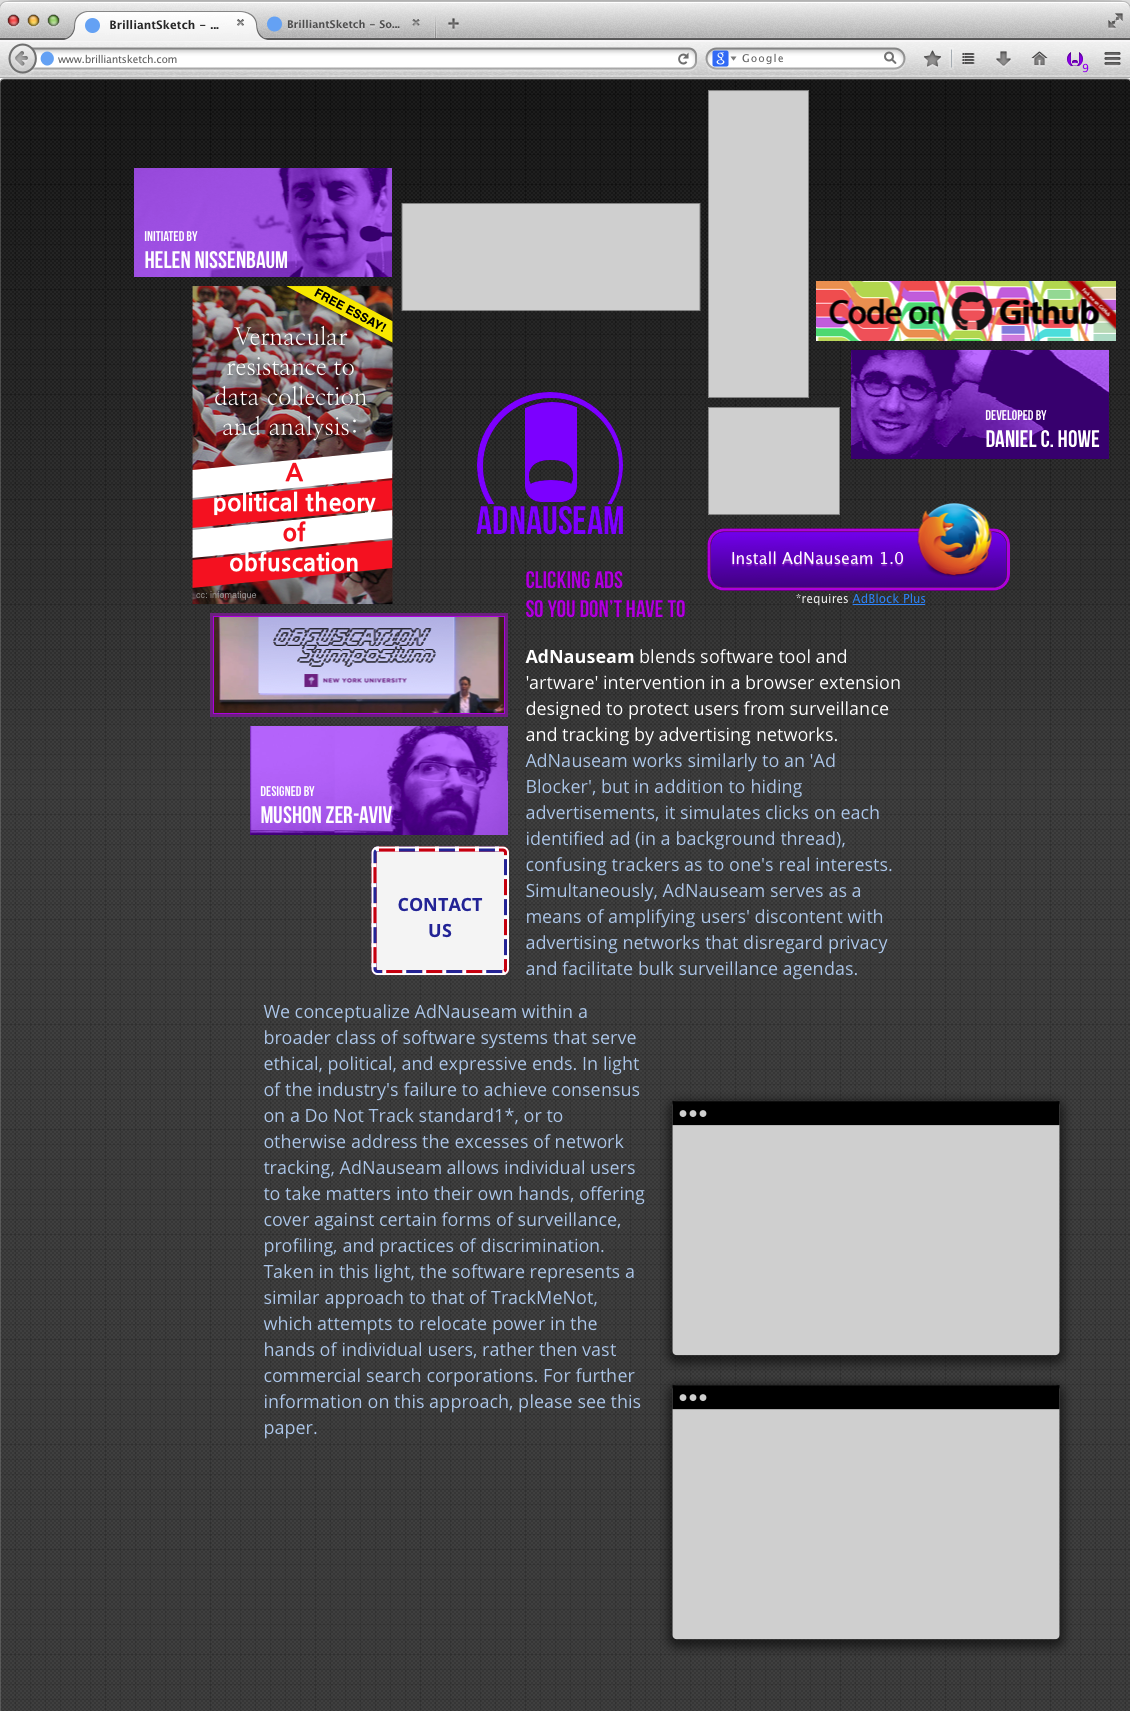 BrilliantSketch – ...
BrilliantSketch – So...
www.brilliantsketch.com
Google
9
INITIATED BY
HELEN NISSENBAUM
FREE ESSAY!
Vernacular
resistance to
data collection
and analysis:
A
political theory
of
obfuscation
cc: infomatique
Code on Github
DEVELOPED BY
DANIEL C. HOWE
ADNAUSEAM
Install AdNauseam 1.0
*requires AdBlock Plus
CLICKING ADS
SO YOU DON'T HAVE TO
OBFUSCATION
Symposium
NEW YORK UNIVERSITY
DESIGNED BY
MUSHON ZER-AVIV
CONTACT
US
AdNauseam blends software tool and
'artware' intervention in a browser extension
designed to protect users from surveillance
and tracking by advertising networks.
AdNauseam works similarly to an 'Ad
Blocker', but in addition to hiding
advertisements, it simulates clicks on each
identified ad (in a background thread),
confusing trackers as to one's real interests.
Simultaneously, AdNauseam serves as a
means of amplifying users' discontent with
advertising networks that disregard privacy
and facilitate bulk surveillance agendas.
We conceptualize AdNauseam within a
broader class of software systems that serve
ethical, political, and expressive ends. In light
of the industry's failure to achieve consensus
on a Do Not Track standard1*, or to
otherwise address the excesses of network
tracking, AdNauseam allows individual users
to take matters into their own hands, offering
cover against certain forms of surveillance,
profiling, and practices of discrimination.
Taken in this light, the software represents a
similar approach to that of TrackMeNot,
which attempts to relocate power in the
hands of individual users, rather then vast
commercial search corporations. For further
information on this approach, please see this
paper.